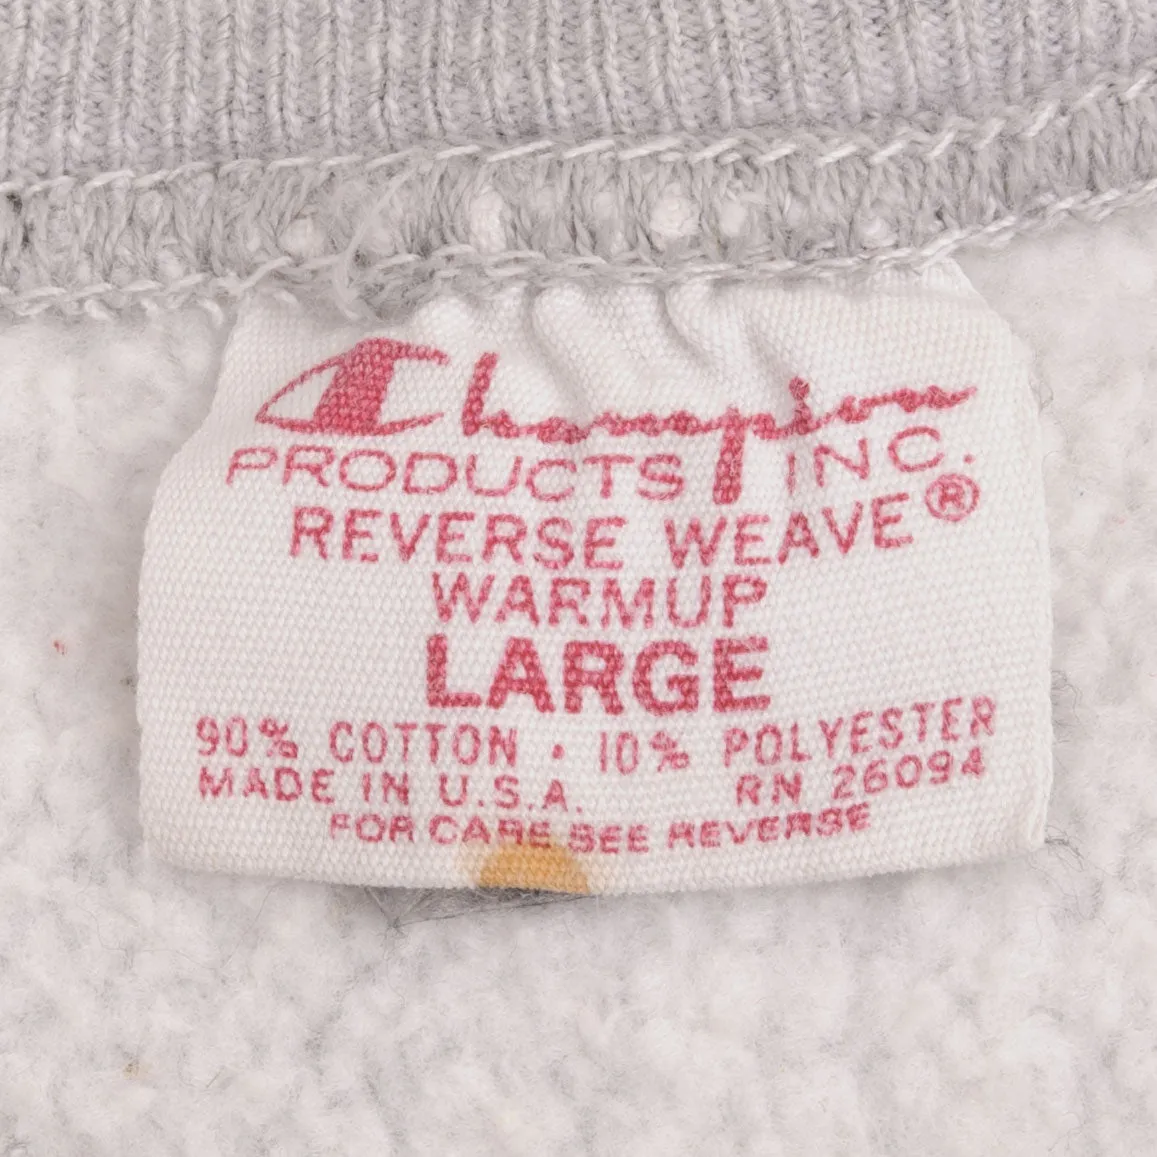 Champion
PRODUCTS INC.
REVERSE WEAVE®
WARMUP
LARGE
90% COTTON • 10% POLYESTER
MADE IN U.S.A. RN 26094
FOR CARE SEE REVERSE